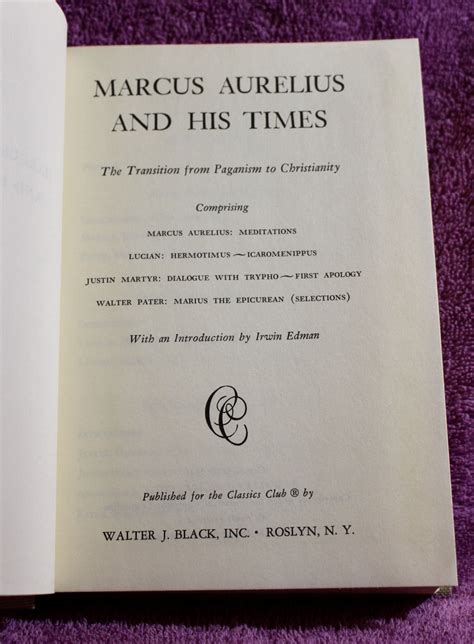 MARCUS AURELIUS
AND HIS TIMES
The Transition from Paganism to Christianity
Comprising
MARCUS AURELIUS: MEDITATIONS
LUCIAN: HERMOTIMUS—ICAROMENIPPUS
JUSTIN MARTYR: DIALOGUE WITH TRYPHO—FIRST APOLOGY
WALTER PATER: MARIUS THE EPICUREAN (SELECTIONS)
With an Introduction by Irwin Edman
CC
Published for the Classics Club ® by
WALTER J. BLACK, INC. • ROSLYN, N. Y.